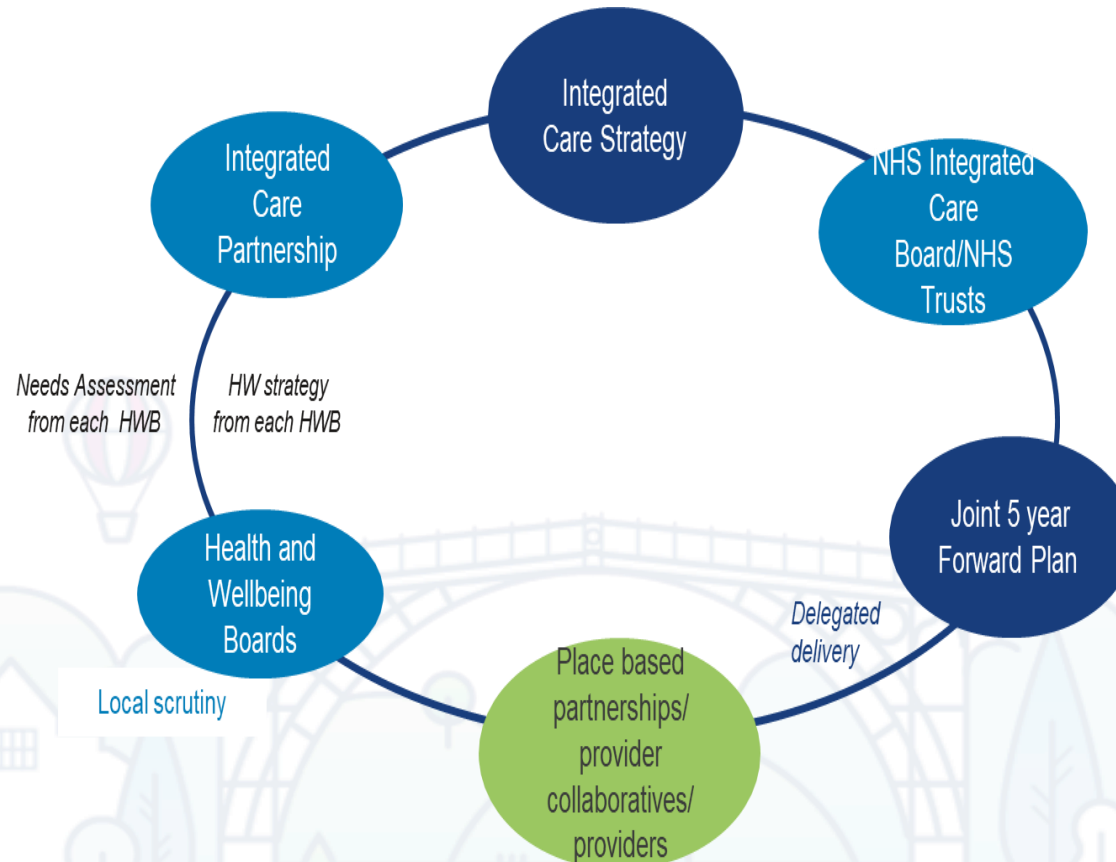 Integrated
Care Strategy
Integrated
Care
Partnership
NHS Integrated
Care
Board/NHS
Trusts
Needs Assessment
from each HWB
HW strategy
from each HWB
Joint 5 year
Forward Plan
Health and
Wellbeing
Boards
Delegated
delivery
Local scrutiny
Place based
partnerships/
provider
collaboratives/
providers